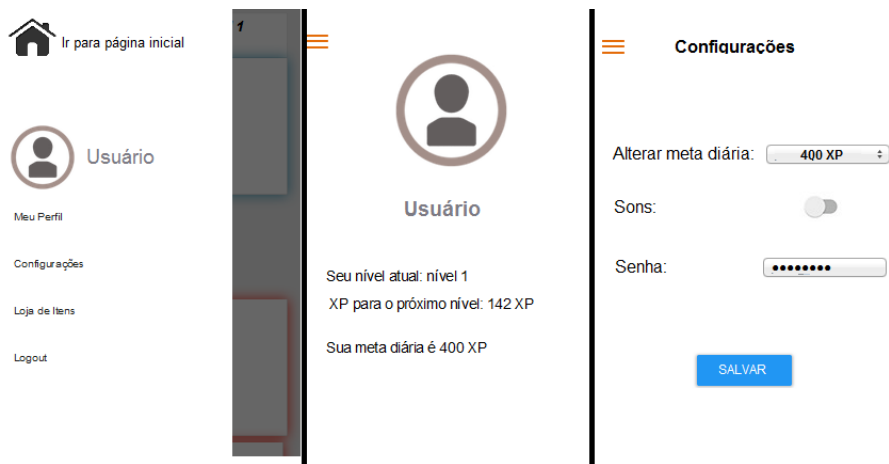 Ir para página inicial
1
Usuário
Meu Perfil
Configurações
Loja de Itens
Logout
Usuário
Seu nível atual: nível 1
XP para o próximo nível: 142 XP
Sua meta diária é 400 XP
Configurações
Alterar meta diária: 400 XP
Sons:
Senha: ●●●●●●●●
SALVAR